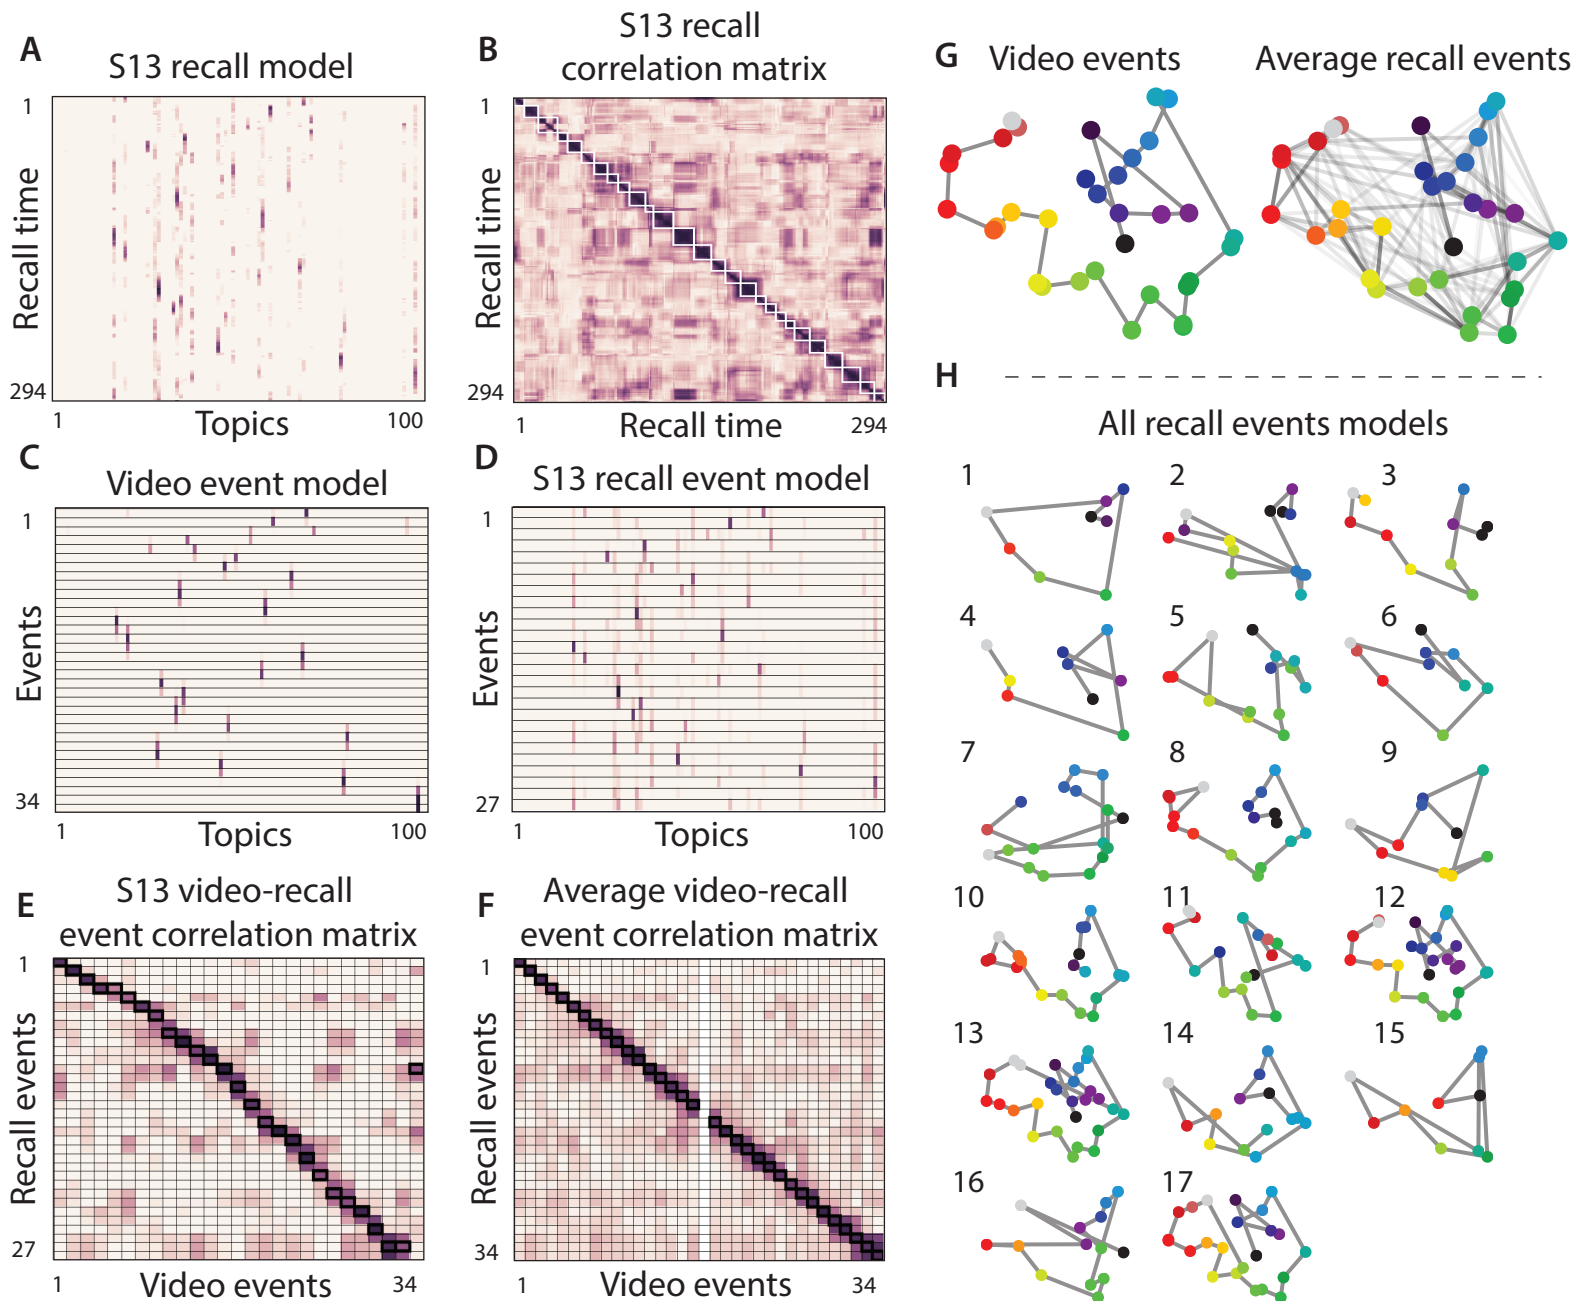 A
S13 recall model
1
Recall time
294
1
Topics
100
B
S13 recall
correlation matrix
1
Recall time
294
1
Recall time
294
C
Video event model
1
Events
34
1
Topics
100
D
S13 recall event model
1
Events
27
1
Topics
100
E
S13 video-recall
event correlation matrix
1
Recall events
27
1
Video events
34
F
Average video-recall
event correlation matrix
1
Recall events
34
1
Video events
34
G
Video events
Average recall events
H
All recall events models
1
2
3
4
5
6
7
8
9
10
11
12
13
14
15
16
17